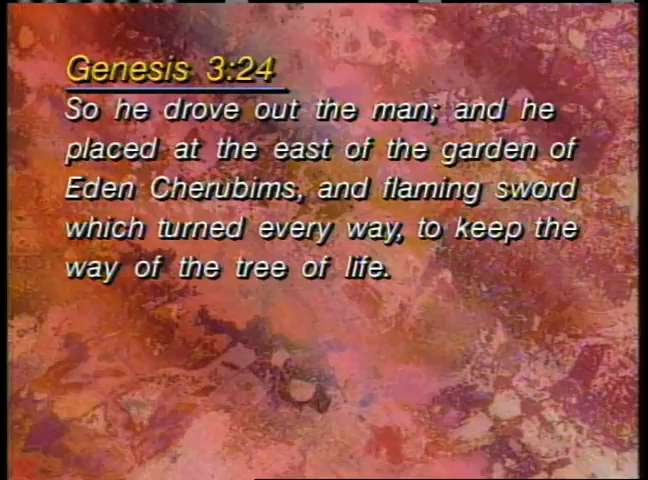 Genesis 3:24
So he drove out the man; and he
placed at the east of the garden of
Eden Cherubims, and flaming sword
which turned every way, to keep the
way of the tree of life.